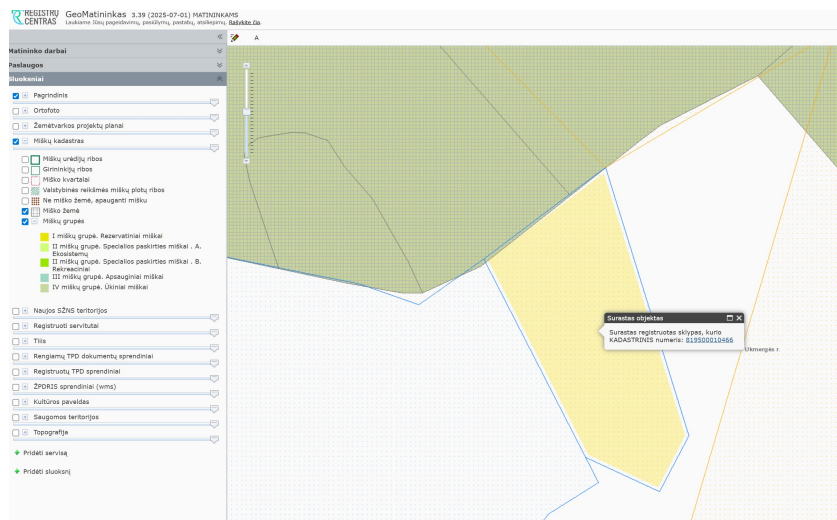 REGISTRŲ
CENTRAS
GeoMatininkas 3.39 (2025-07-01) MATININKAMS
Laukiame Jūsų pageidavimų, pasiūlymų, pastabų, atsiliepimų. Rašykite čia.
A
Matininko darbai
Paslaugos
Sluoksniai
Pagrindinis
Ortofoto
Žemėtvarkos projektų planai
Miškų kadastras
Miškų urėdijų ribos
Girininkijų ribos
Miško kvartalai
Valstybinės reikšmės miškų plotų ribos
Ne miško žemė, apauganti mišku
Miško žemė
Miškų grupės
I miškų grupė. Rezervatiniai miškai
II miškų grupė. Specialios paskirties miškai . A.
Ekosistemų
II miškų grupė. Specialios paskirties miškai . B.
Rekreaciniai
III miškų grupė. Apsauginiai miškai
IV miškų grupė. Ūkiniai miškai
Naujos SŽNS teritorijos
Registruoti servitutai
Tiis
Rengiamų TPD dokumentų sprendiniai
Registruotų TPD sprendiniai
ŽPDRIS sprendiniai (wms)
Kultūros paveldas
Saugomos teritorijos
Topografija
Pridėti servisą
Pridėti sluoksnį
Surastas objektas
Surastas registruotas sklypas, kurio
KADASTRINIS numeris: 819500010466
Ukmergės r.